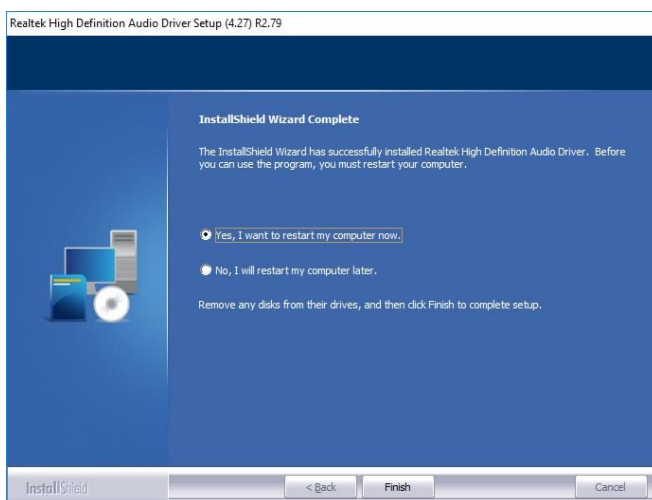 Realtek High Definition Audio Driver Setup (4.27) R2.79
InstallShield Wizard Complete
The InstallShield Wizard has successfully installed Realtek High Definition Audio Driver. Before
you can use the program, you must restart your computer.
Yes, I want to restart my computer now.
No, I will restart my computer later.
Remove any disks from their drives, and then click Finish to complete setup.
InstallShield
< Back
Finish
Cancel